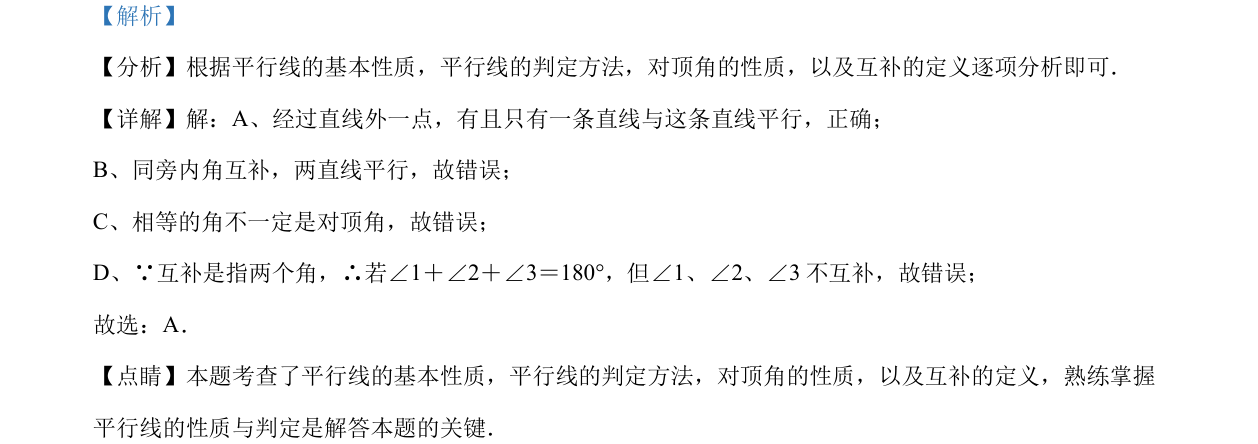 【解析】
【分析】根据平行线的基本性质，平行线的判定方法，对顶角的性质，以及互补的定义逐项分析即可．
【详解】解：A、经过直线外一点，有且只有一条直线与这条直线平行，正确；
B、同旁内角互补，两直线平行，故错误；
C、相等的角不一定是对顶角，故错误；
D、∵互补是指两个角，∴若∠1＋∠2＋∠3＝180°，但∠1、∠2、∠3 不互补，故错误；
故选：A．
【点睛】本题考查了平行线的基本性质，平行线的判定方法，对顶角的性质，以及互补的定义，熟练掌握
平行线的性质与判定是解答本题的关键．